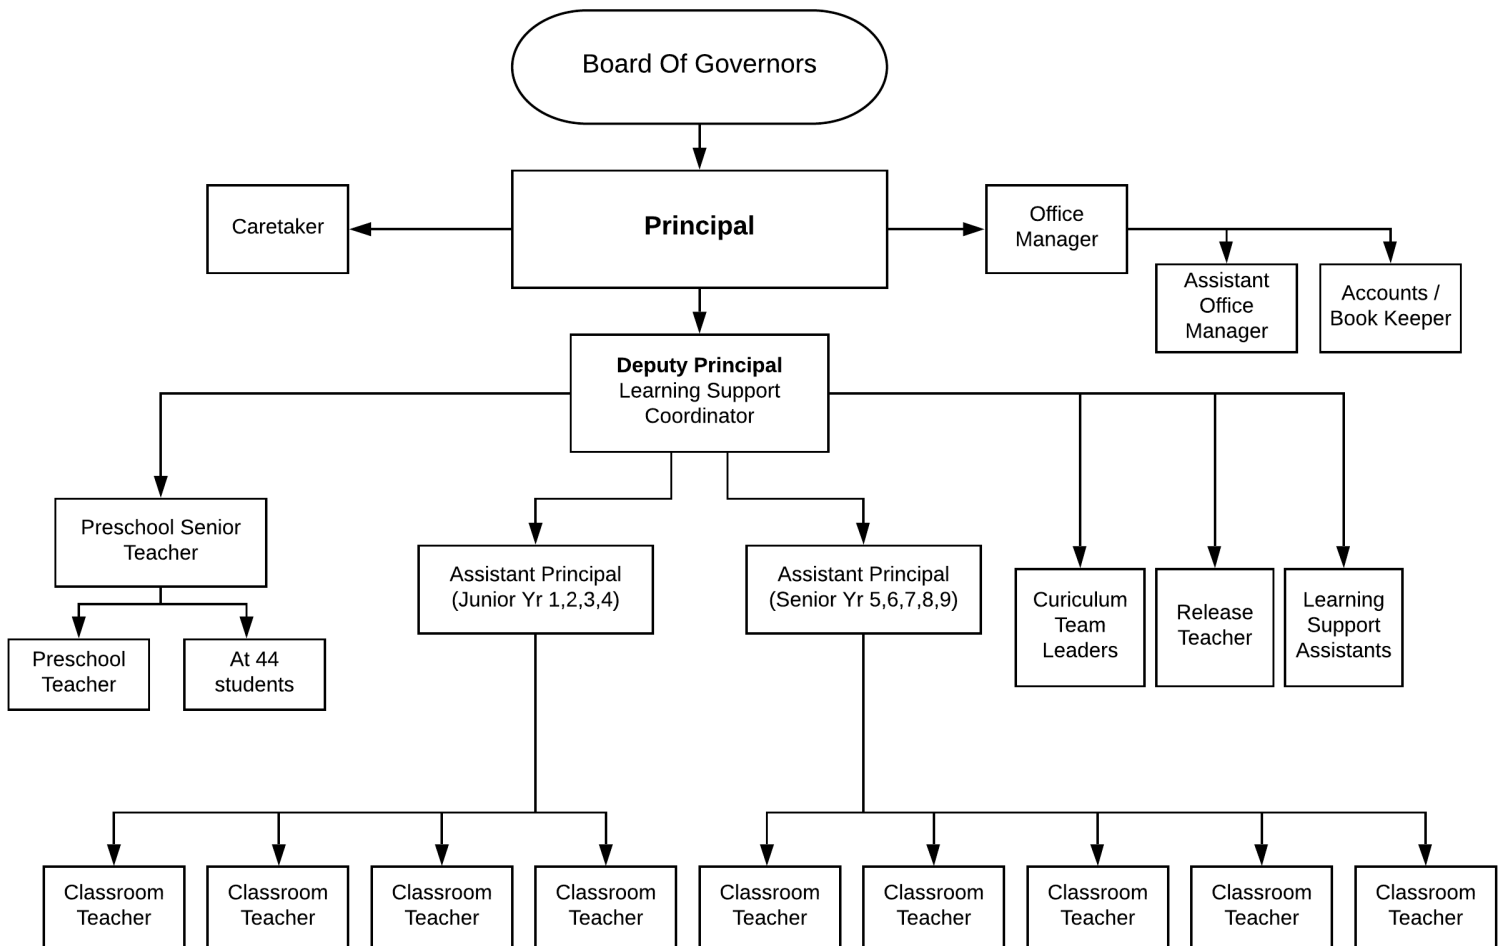 Board Of Governors
Caretaker
Principal
Office
Manager
Assistant
Office
Manager
Accounts /
Book Keeper
Deputy Principal
Learning Support
Coordinator
Preschool Senior
Teacher
Assistant Principal
(Junior Yr 1,2,3,4)
Assistant Principal
(Senior Yr 5,6,7,8,9)
Curiculum
Team
Leaders
Release
Teacher
Learning
Support
Assistants
Preschool
Teacher
At 44
students
Classroom
Teacher
Classroom
Teacher
Classroom
Teacher
Classroom
Teacher
Classroom
Teacher
Classroom
Teacher
Classroom
Teacher
Classroom
Teacher
Classroom
Teacher